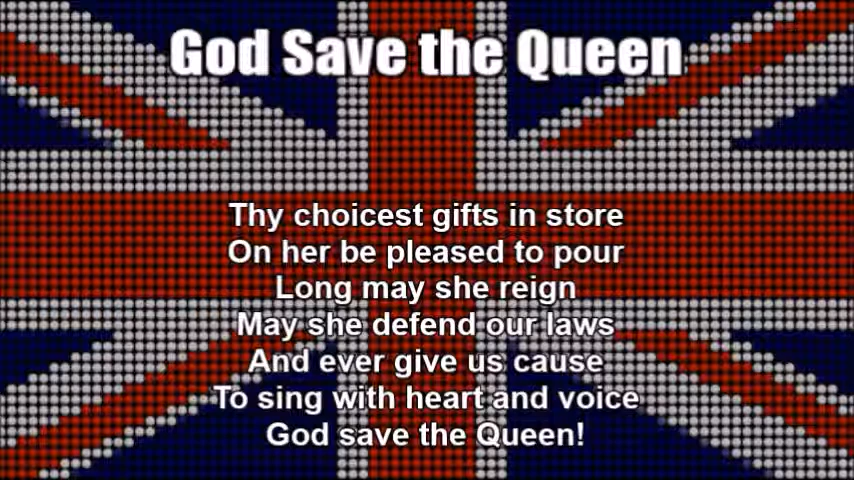 God Save the Queen
Thy choicest gifts in store
On her be pleased to pour
Long may she reign
May she defend our laws
And ever give us cause
To sing with heart and voice
God save the Queen!